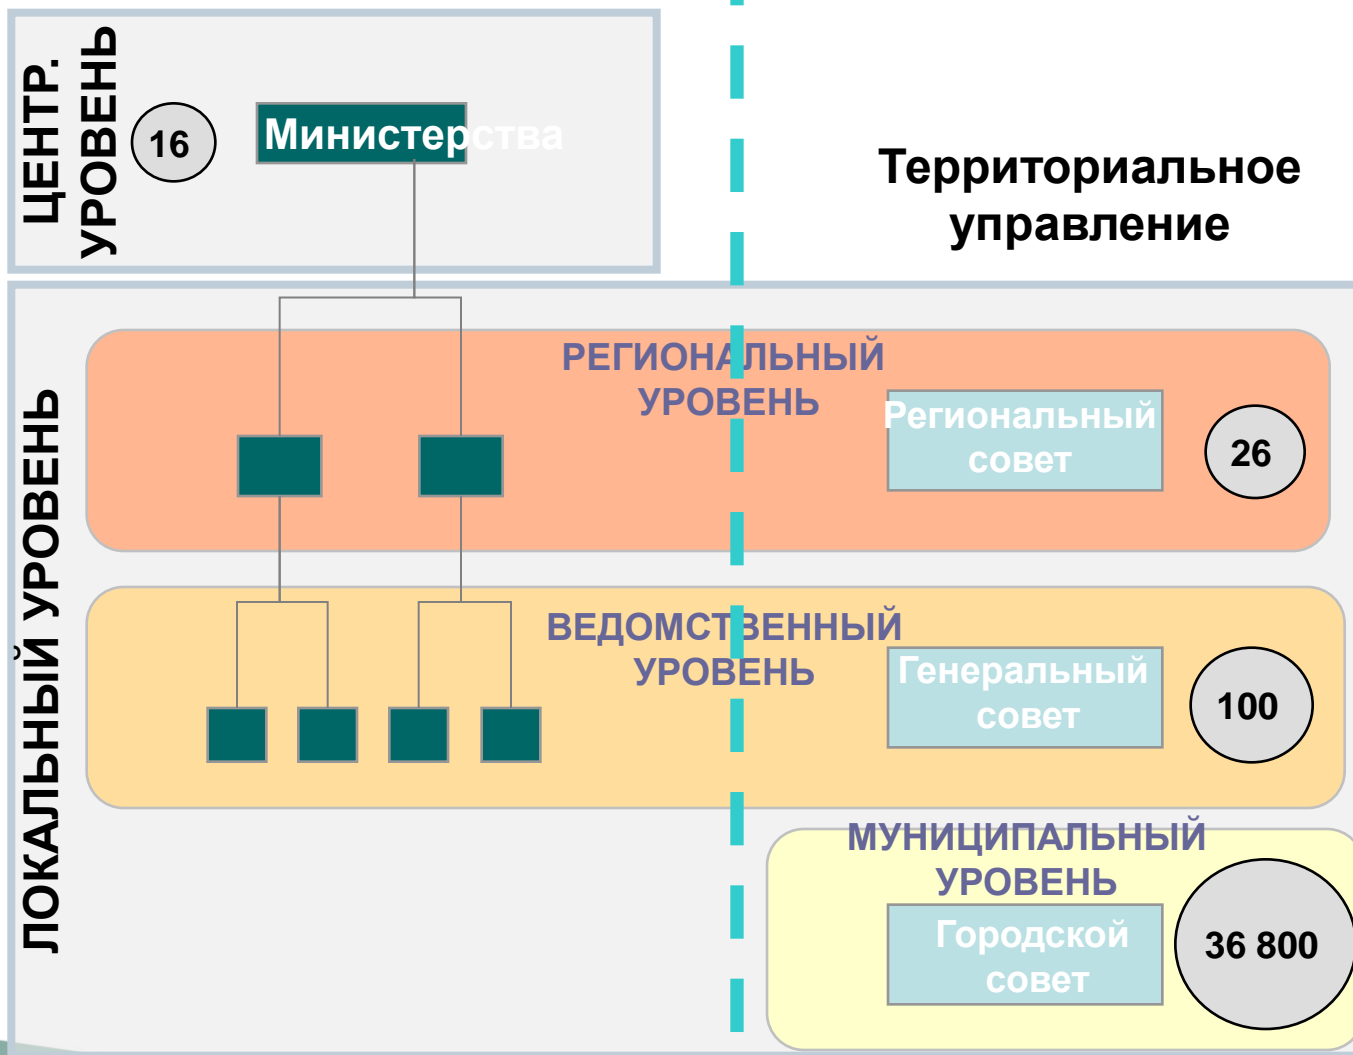 ЦЕНТР.
УРОВЕНЬ
16
Министерства
Территориальное
управление
ЛОКАЛЬНЫЙ УРОВЕНЬ
РЕГИОНАЛЬНЫЙ
УРОВЕНЬ
Региональный
совет
26
ВЕДОМСТВЕННЫЙ
УРОВЕНЬ
Генеральный
совет
100
МУНИЦИПАЛЬНЫЙ
УРОВЕНЬ
Городской
совет
36 800